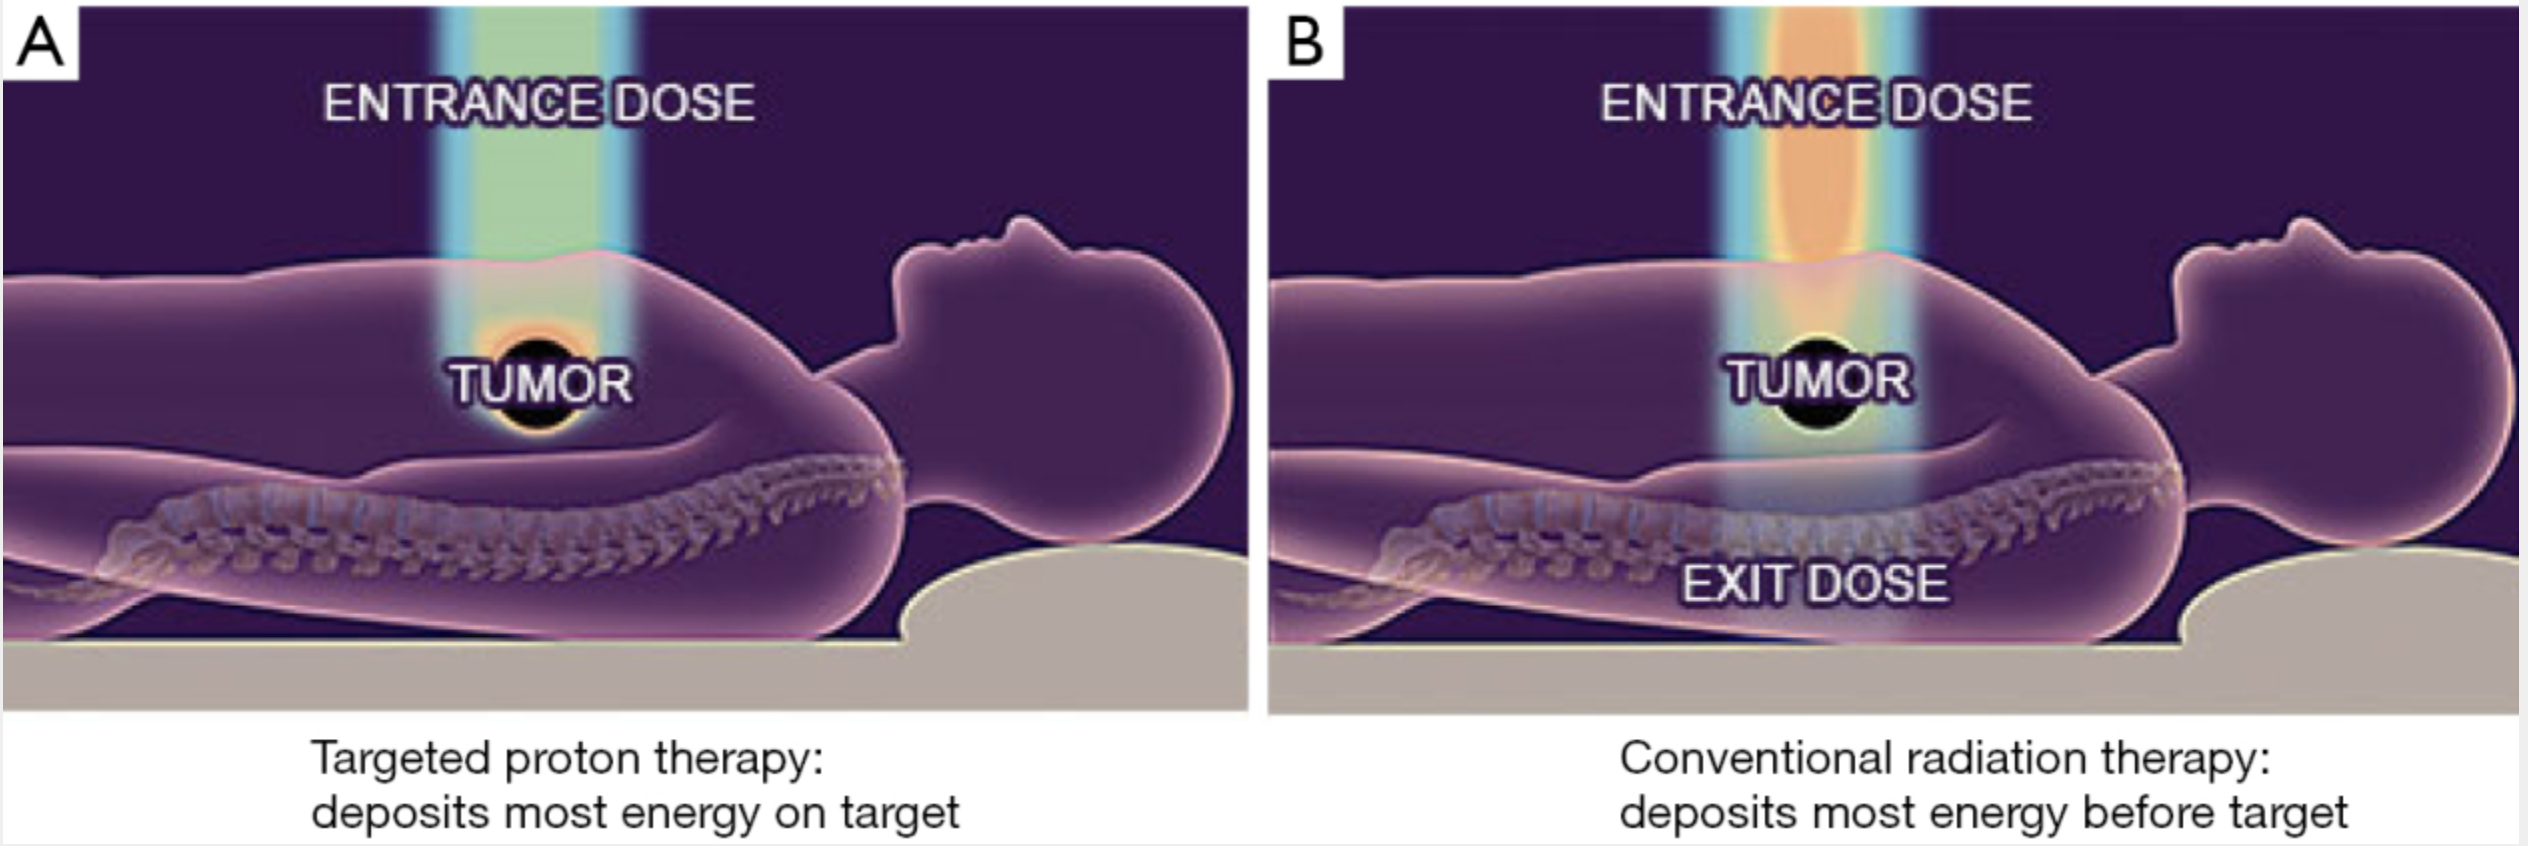 A
ENTRANCE DOSE
TUMOR
Targeted proton therapy:
deposits most energy on target
B
ENTRANCE DOSE
TUMOR
EXIT DOSE
Conventional radiation therapy:
deposits most energy before target